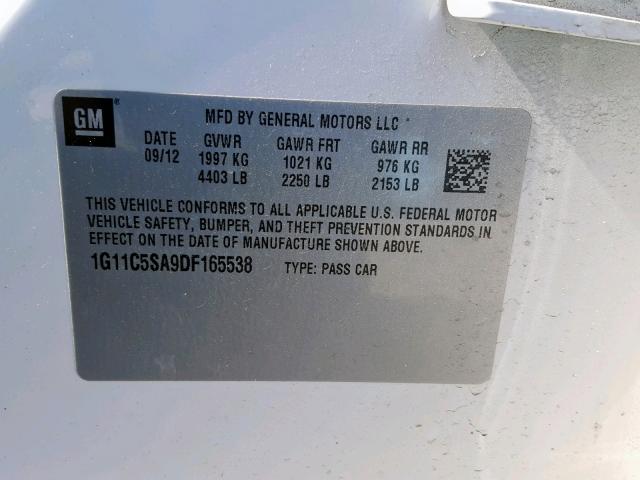 GM
MFD BY GENERAL MOTORS LLC
DATE GVWR GAWR FRT GAWR RR
09/12 1997 KG 1021 KG 976 KG
4403 LB 2250 LB 2153 LB
THIS VEHICLE CONFORMS TO ALL APPLICABLE U.S. FEDERAL MOTOR
VEHICLE SAFETY, BUMPER, AND THEFT PREVENTION STANDARDS IN
EFFECT ON THE DATE OF MANUFACTURE SHOWN ABOVE.
1G11C5SA9DF165538 TYPE: PASS CAR